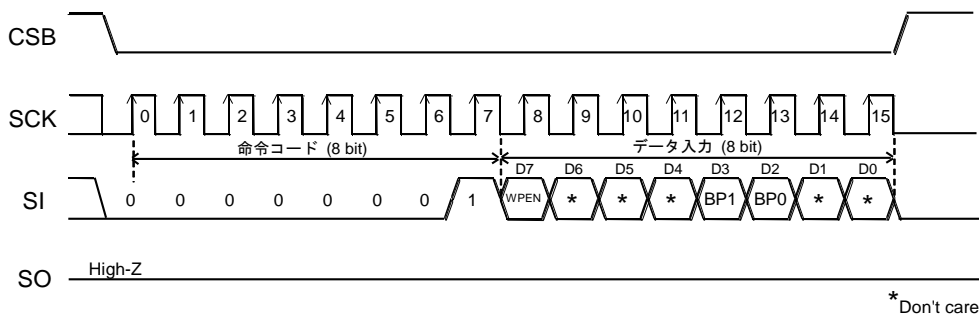 CSB
SCK
0 1 2 3 4 5 6 7 8 9 10 11 12 13 14 15
命令コード (8 bit) データ入力 (8 bit)
D7 D6 D5 D4 D3 D2 D1 D0
SI
0 0 0 0 0 0 0 1 WPEN * * * BP1 BP0 * *
High-Z
SO
*Don't care